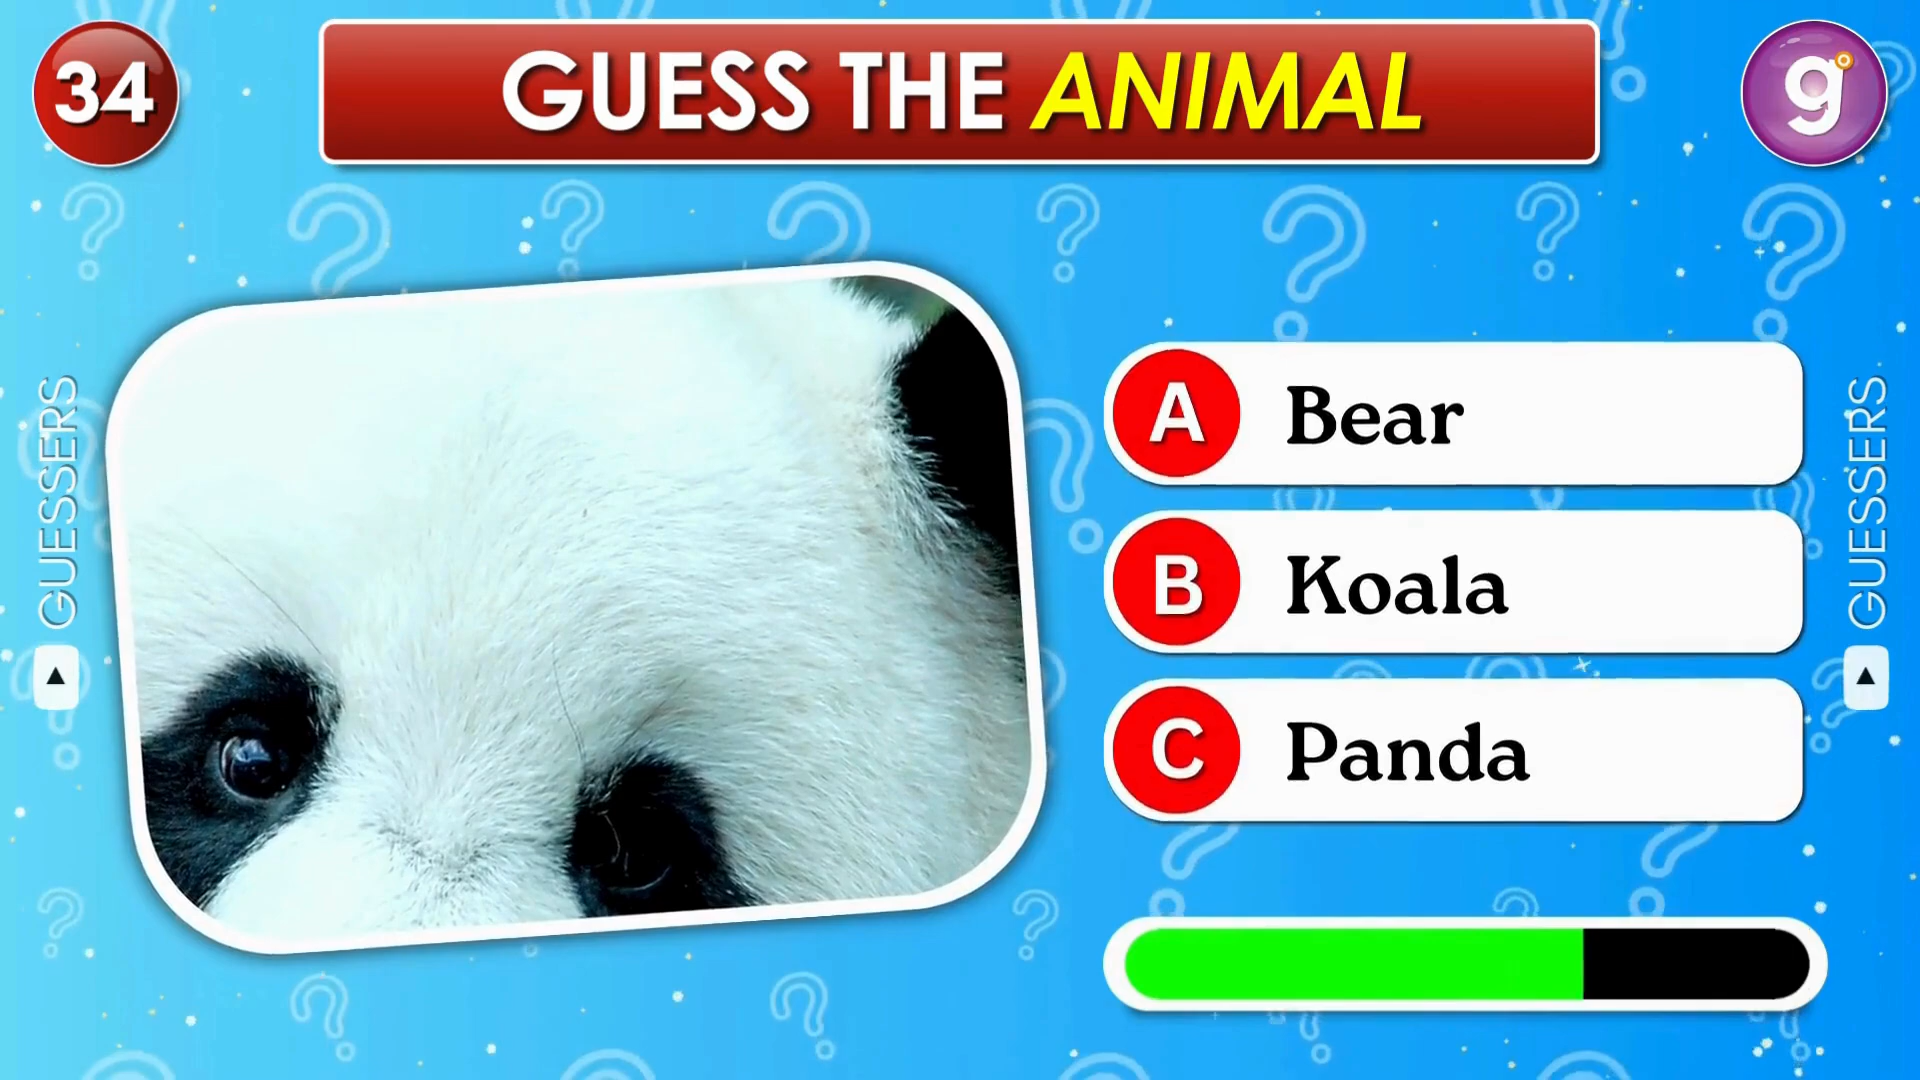 34
GUESS THE ANIMAL
g
GUESSERS
A Bear
B Koala
C Panda
GUESSERS